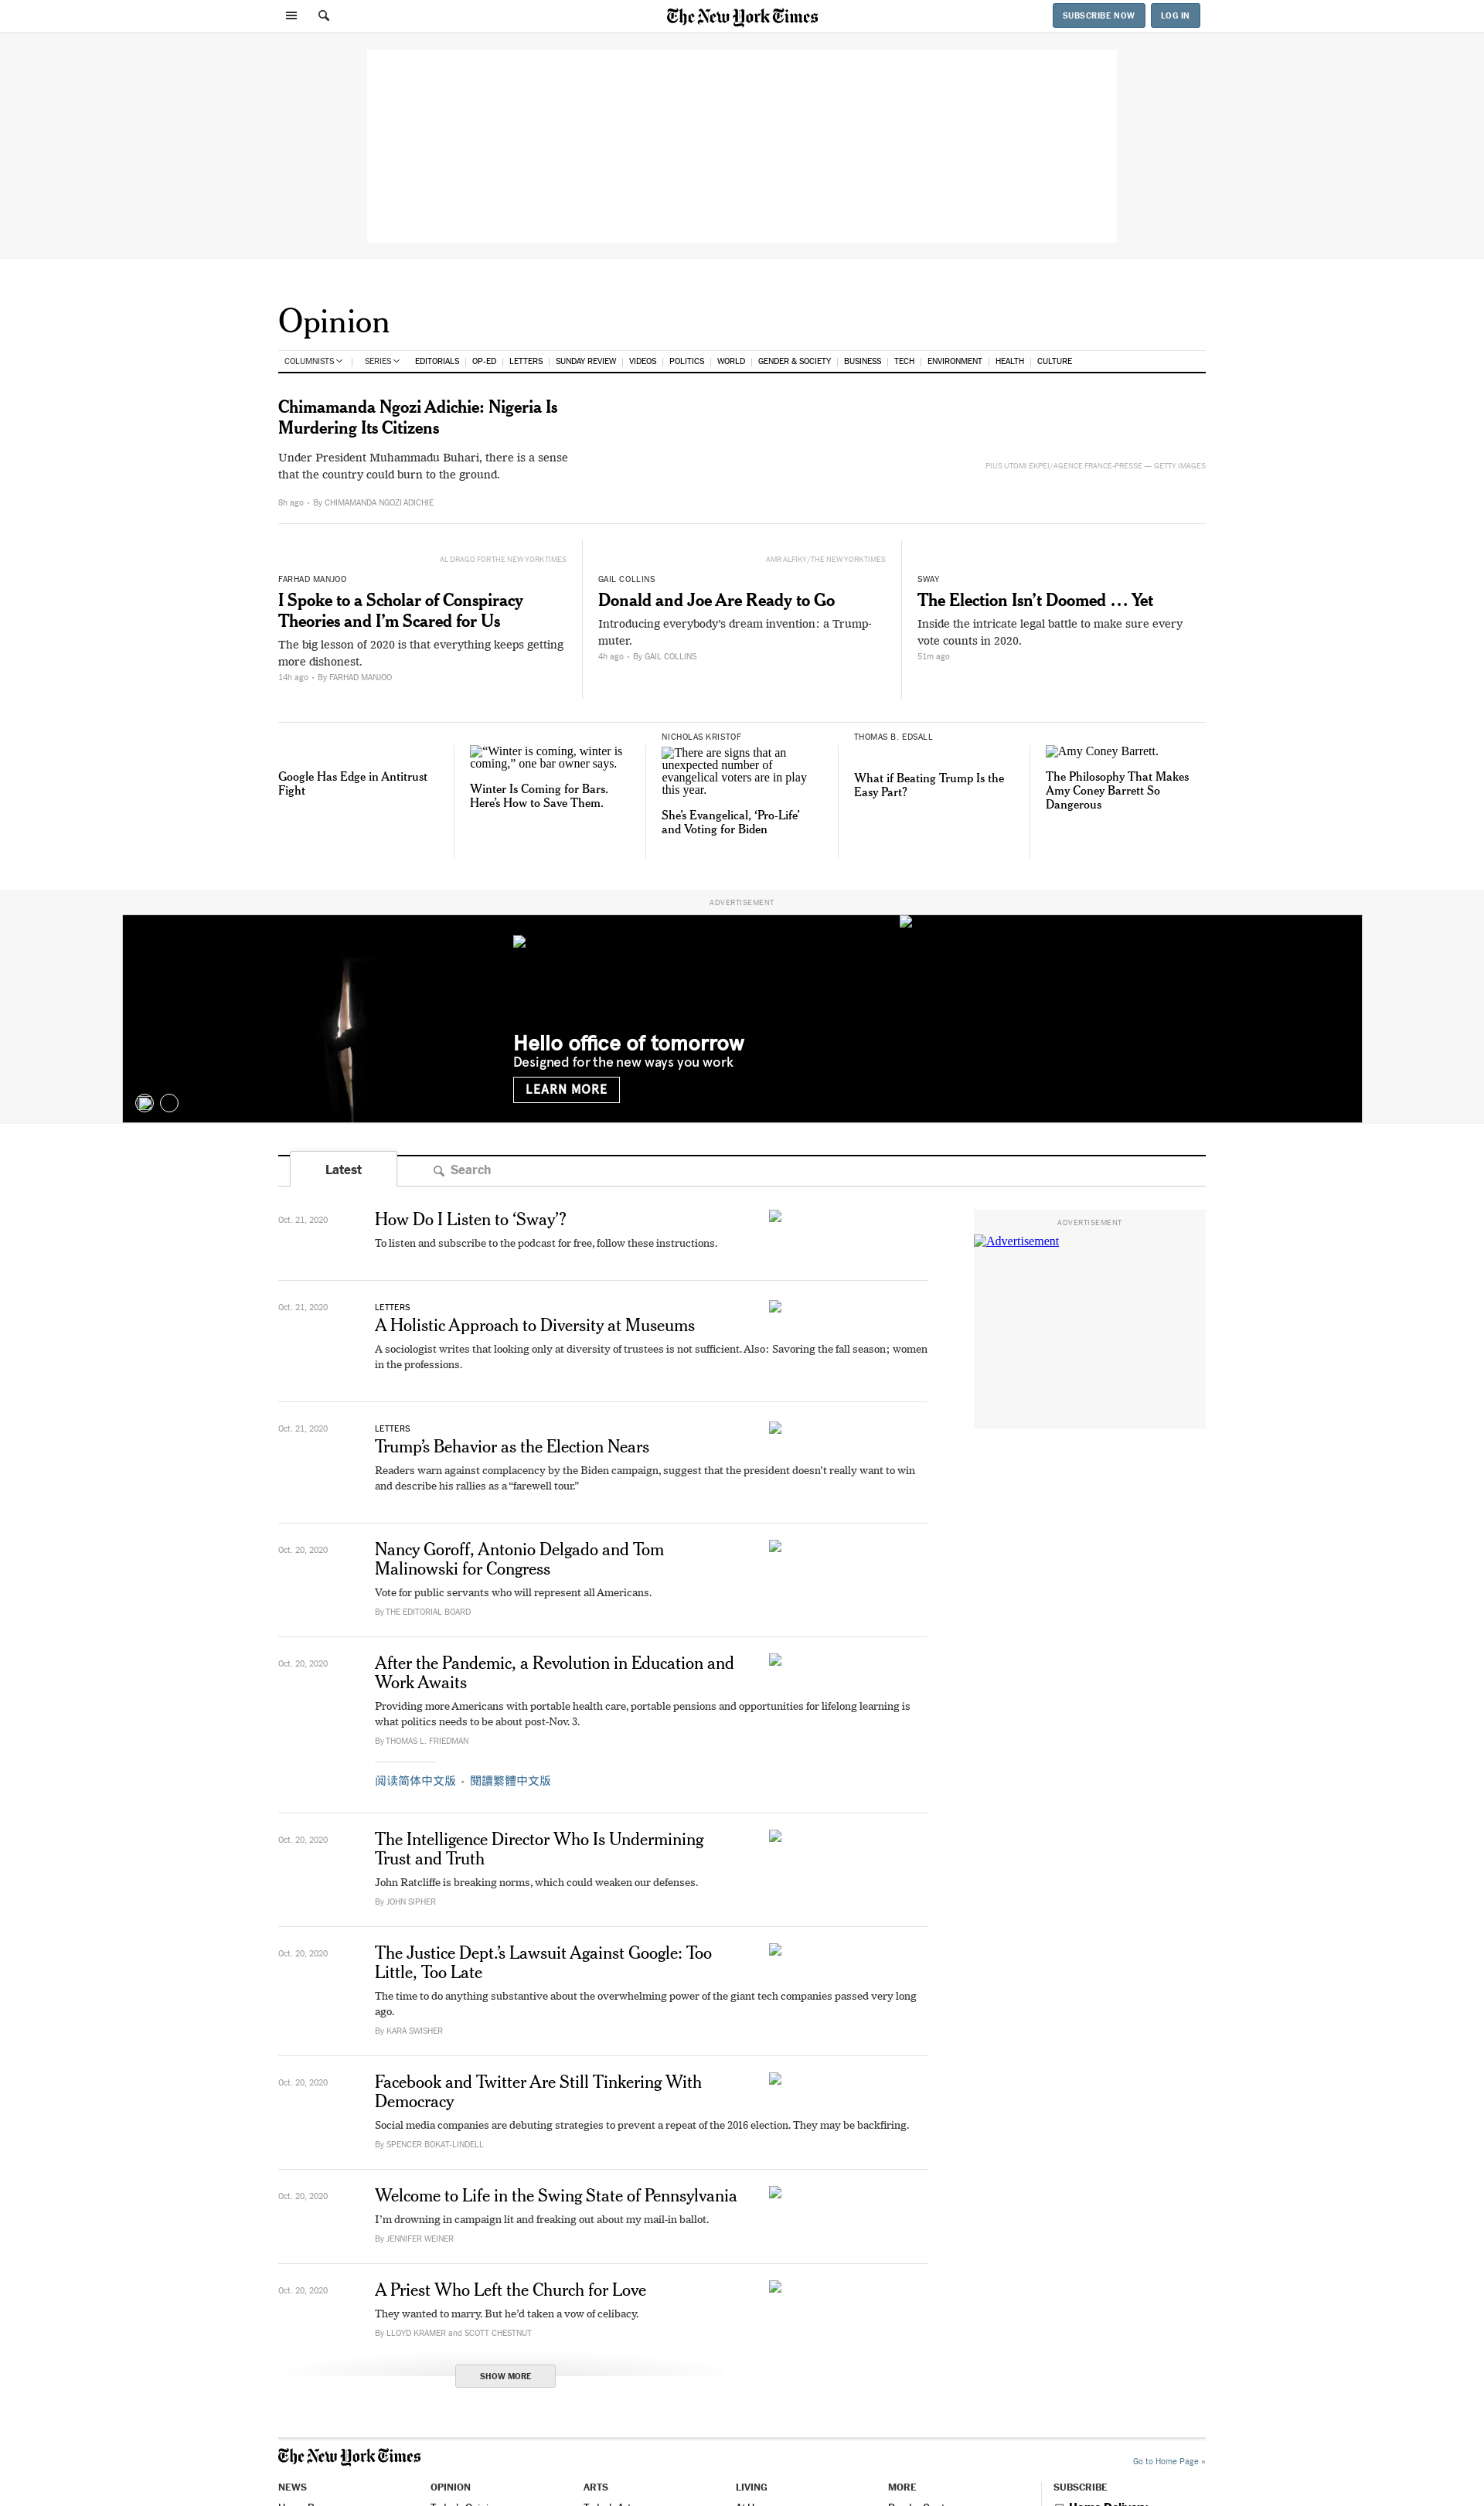 The New York Times
SUBSCRIBE NOW
LOG IN
Opinion
COLUMNISTS
SERIES
EDITORIALS
OP-ED
LETTERS
SUNDAY REVIEW
VIDEOS
POLITICS
WORLD
GENDER & SOCIETY
BUSINESS
TECH
ENVIRONMENT
HEALTH
CULTURE
Chimamanda Ngozi Adichie: Nigeria Is
Murdering Its Citizens
Under President Muhammadu Buhari, there is a sense
that the country could burn to the ground.
8h ago • By CHIMAMANDA NGOZI ADICHIE
PIUS UTOMI EKPEI/AGENCE FRANCE-PRESSE — GETTY IMAGES
AL DRAGO FOR THE NEW YORK TIMES
FARHAD MANJOO
I Spoke to a Scholar of Conspiracy
Theories and I’m Scared for Us
The big lesson of 2020 is that everything keeps getting
more dishonest.
14h ago • By FARHAD MANJOO
AMR ALFIKY/THE NEW YORK TIMES
GAIL COLLINS
Donald and Joe Are Ready to Go
Introducing everybody’s dream invention: a Trump-
muter.
4h ago • By GAIL COLLINS
SWAY
The Election Isn’t Doomed … Yet
Inside the intricate legal battle to make sure every
vote counts in 2020.
51m ago
Google Has Edge in Antitrust
Fight
“Winter is coming, winter is
coming,” one bar owner says.
Winter Is Coming for Bars.
Here’s How to Save Them.
NICHOLAS KRISTOF
There are signs that an
unexpected number of
evangelical voters are in play
this year.
She’s Evangelical, ‘Pro-Life’
and Voting for Biden
THOMAS B. EDSALL
What if Beating Trump Is the
Easy Part?
Amy Coney Barrett.
The Philosophy That Makes
Amy Coney Barrett So
Dangerous
ADVERTISEMENT
Hello office of tomorrow
Designed for the new ways you work
LEARN MORE
Latest
Search
Oct. 21, 2020
How Do I Listen to ‘Sway’?
To listen and subscribe to the podcast for free, follow these instructions.
ADVERTISEMENT
Advertisement
Oct. 21, 2020
LETTERS
A Holistic Approach to Diversity at Museums
A sociologist writes that looking only at diversity of trustees is not sufficient. Also: Savoring the fall season; women
in the professions.
Oct. 21, 2020
LETTERS
Trump’s Behavior as the Election Nears
Readers warn against complacency by the Biden campaign, suggest that the president doesn’t really want to win
and describe his rallies as a “farewell tour.”
Oct. 20, 2020
Nancy Goroff, Antonio Delgado and Tom
Malinowski for Congress
Vote for public servants who will represent all Americans.
By THE EDITORIAL BOARD
Oct. 20, 2020
After the Pandemic, a Revolution in Education and
Work Awaits
Providing more Americans with portable health care, portable pensions and opportunities for lifelong learning is
what politics needs to be about post-Nov. 3.
By THOMAS L. FRIEDMAN
阅读简体中文版 • 閱讀繁體中文版
Oct. 20, 2020
The Intelligence Director Who Is Undermining
Trust and Truth
John Ratcliffe is breaking norms, which could weaken our defenses.
By JOHN SIPHER
Oct. 20, 2020
The Justice Dept.’s Lawsuit Against Google: Too
Little, Too Late
The time to do anything substantive about the overwhelming power of the giant tech companies passed very long
ago.
By KARA SWISHER
Oct. 20, 2020
Facebook and Twitter Are Still Tinkering With
Democracy
Social media companies are debuting strategies to prevent a repeat of the 2016 election. They may be backfiring.
By SPENCER BOKAT-LINDELL
Oct. 20, 2020
Welcome to Life in the Swing State of Pennsylvania
I’m drowning in campaign lit and freaking out about my mail-in ballot.
By JENNIFER WEINER
Oct. 20, 2020
A Priest Who Left the Church for Love
They wanted to marry. But he’d taken a vow of celibacy.
By LLOYD KRAMER and SCOTT CHESTNUT
SHOW MORE
The New York Times
Go to Home Page »
NEWS
OPINION
ARTS
LIVING
MORE
SUBSCRIBE